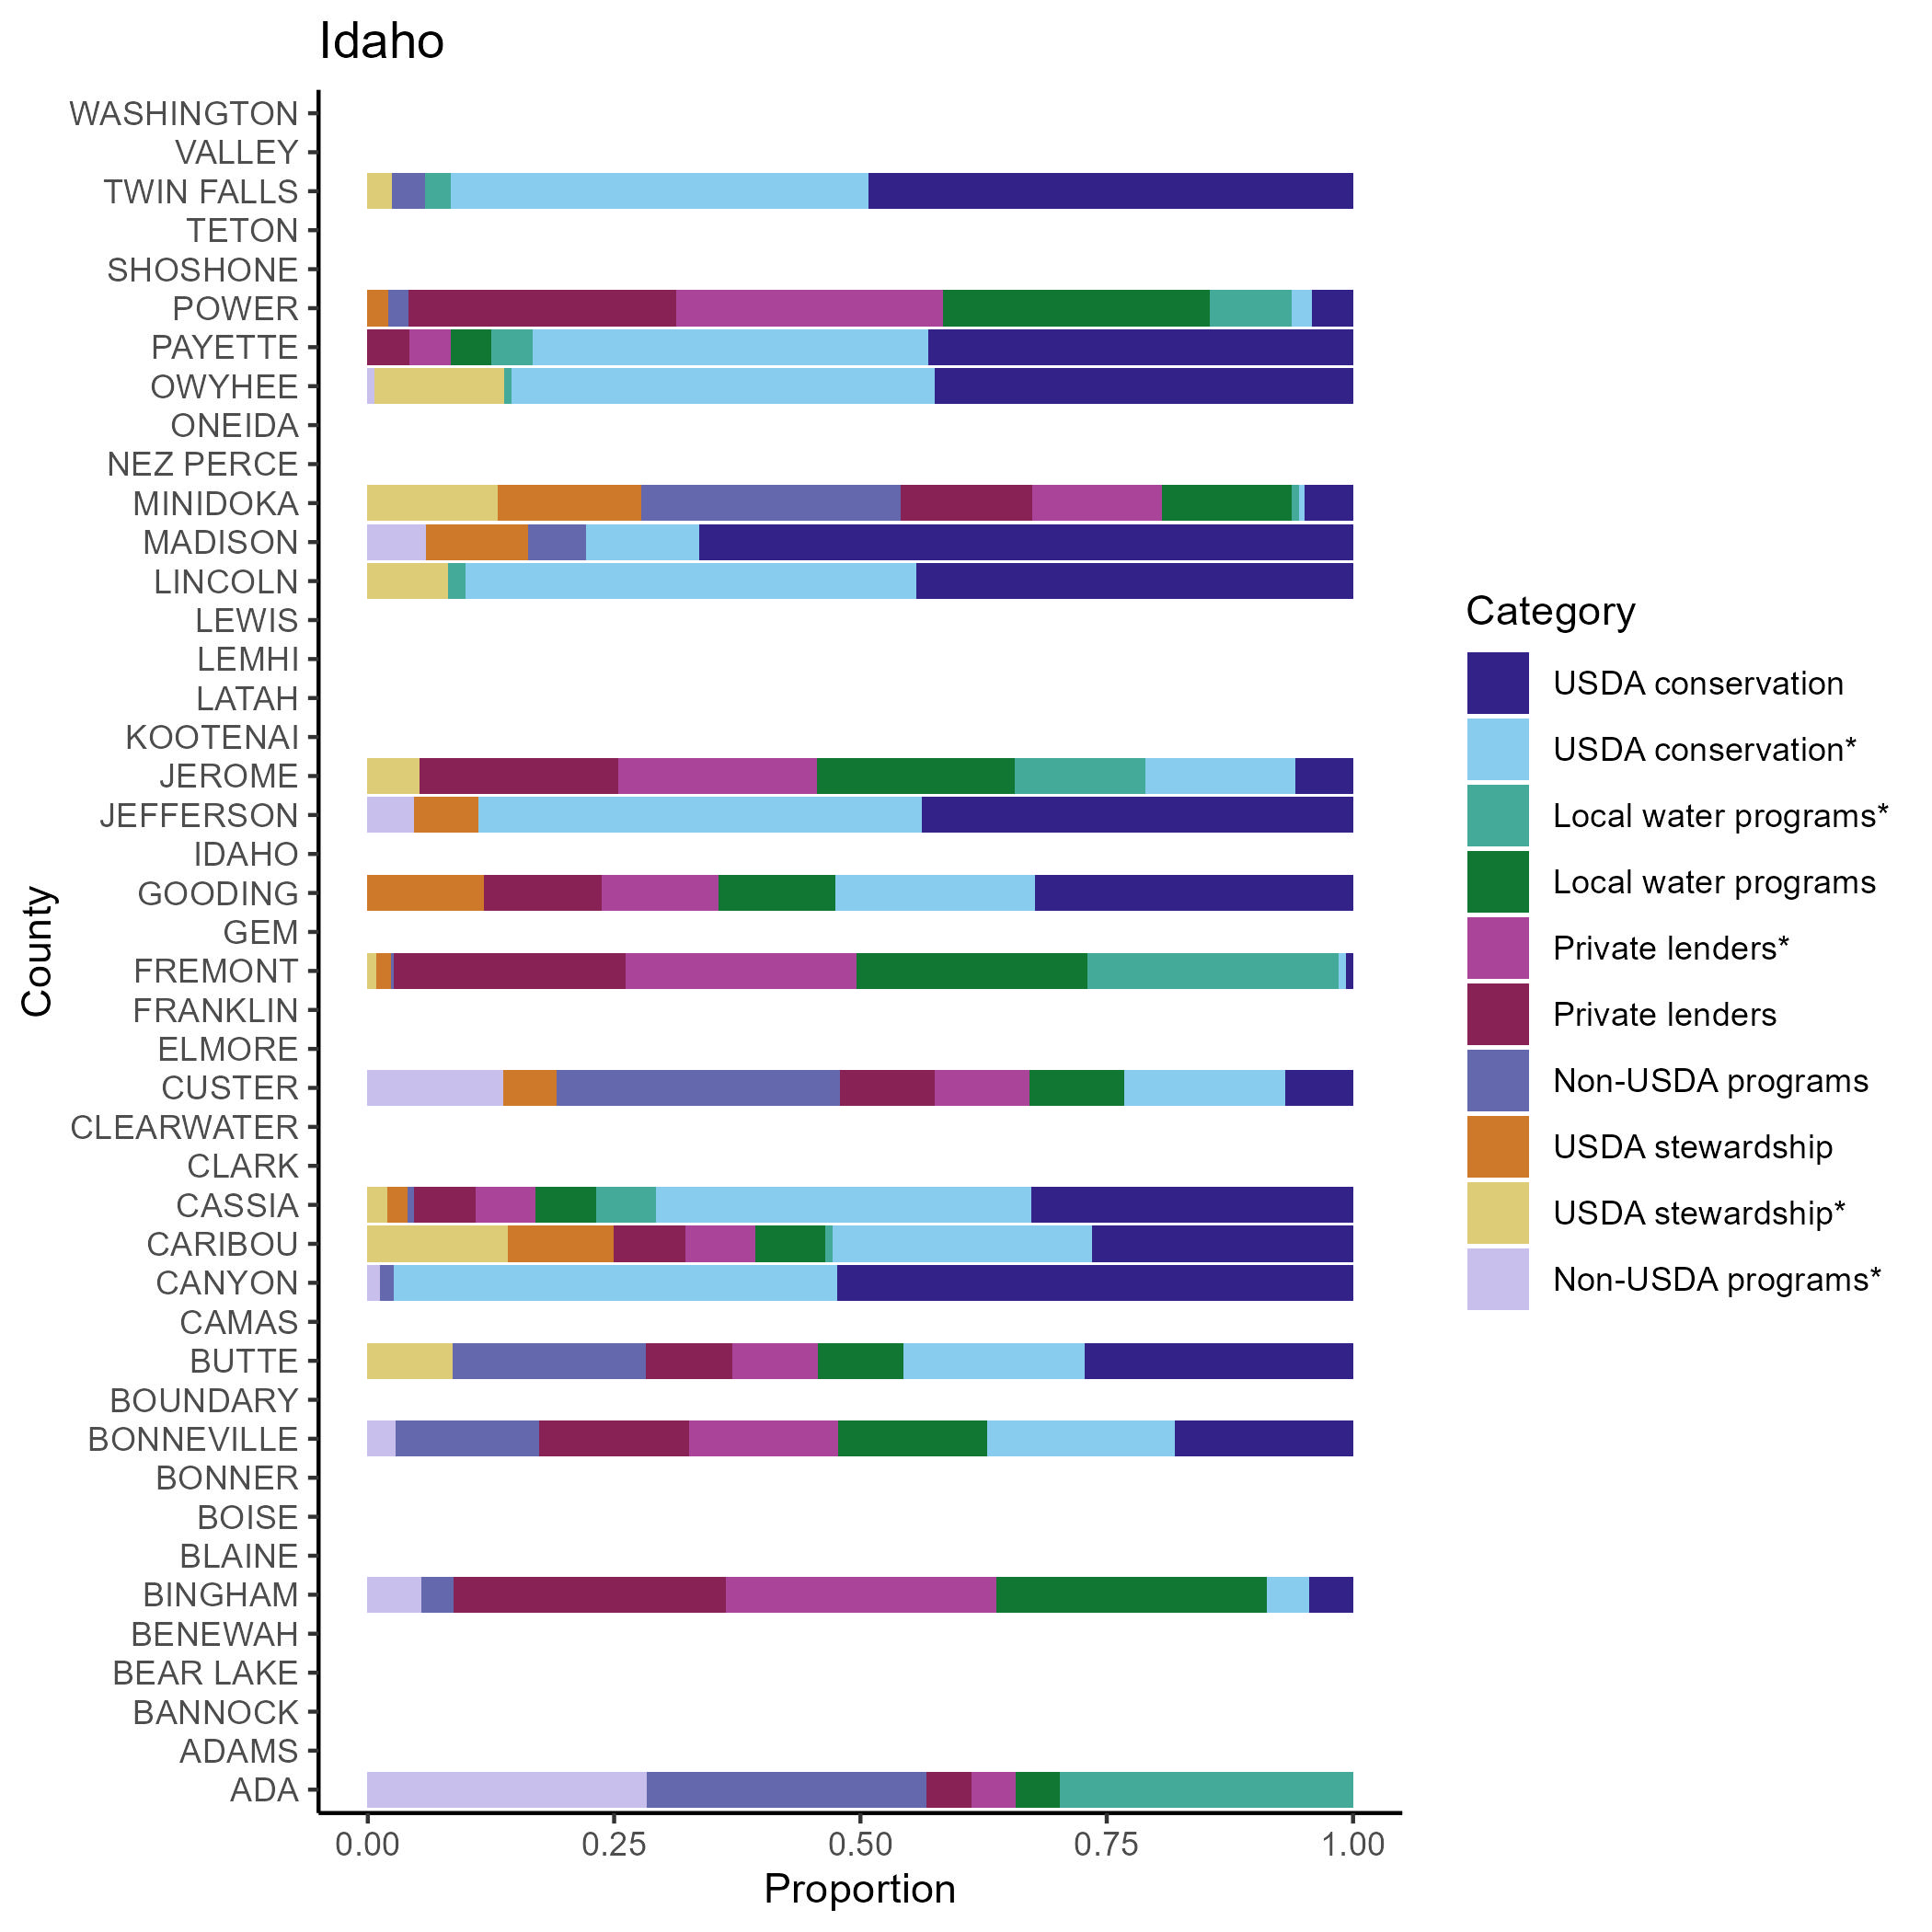 Idaho
County
WASHINGTON
VALLEY
TWIN FALLS
TETON
SHOSHONE
POWER
PAYETTE
OWYHEE
ONEIDA
NEZ PERCE
MINIDOKA
MADISON
LINCOLN
LEWIS
LEMHI
LATAH
KOOTENAI
JEROME
JEFFERSON
IDAHO
GOODING
GEM
FREMONT
FRANKLIN
ELMORE
CUSTER
CLEARWATER
CLARK
CASSIA
CARIBOU
CANYON
CAMAS
BUTTE
BOUNDARY
BONNEVILLE
BONNER
BOISE
BLAINE
BINGHAM
BENEWAH
BEAR LAKE
BANNOCK
ADAMS
ADA
0.00 0.25 0.50 0.75 1.00
Proportion
Category
USDA conservation
USDA conservation*
Local water programs*
Local water programs
Private lenders*
Private lenders
Non-USDA programs
USDA stewardship
USDA stewardship*
Non-USDA programs*